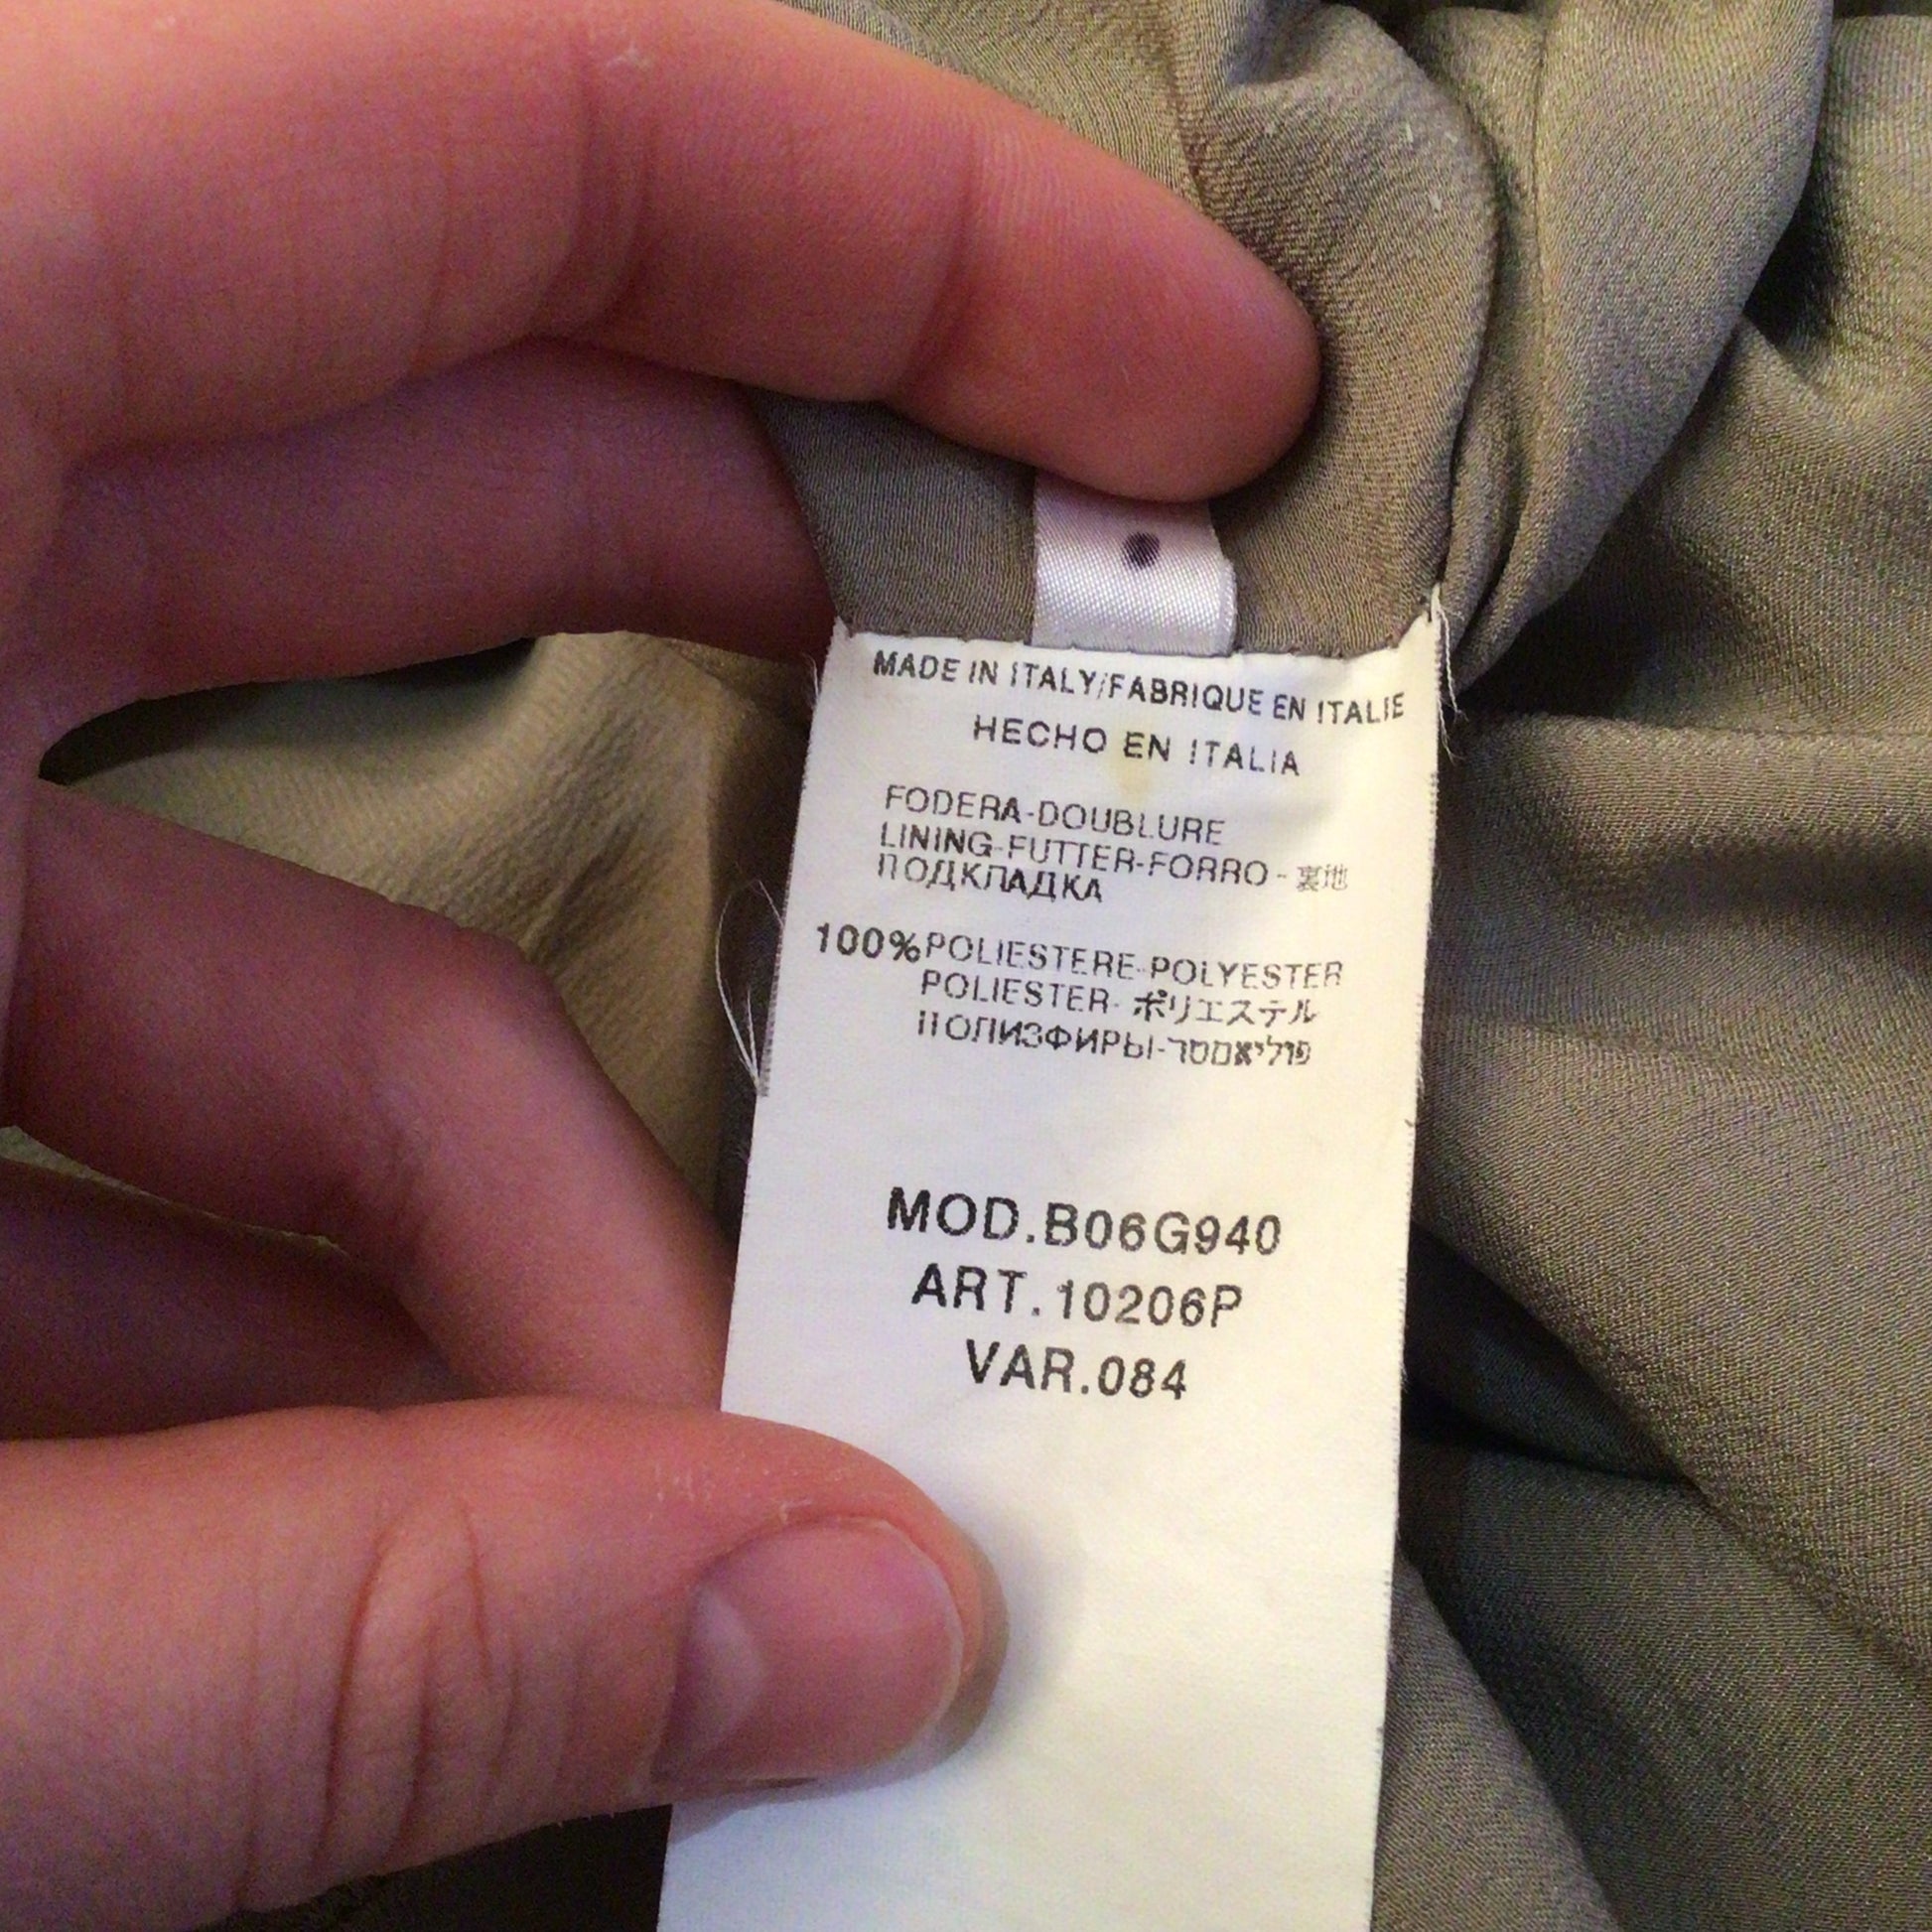 MADE IN ITALY/FABRIQUE EN ITALIE
HECHO EN ITALIA
FODERA-DOUBLURE
LINING-FUTTER-FORRO-裏地
ПОДКЛАДКА
100%POLIESTERE-POLYESTER
POLIESTER-ポリエステル
ПОЛИЗФИРЫ-פוליאסטר
MOD.B06G940
ART.10206P
VAR.084